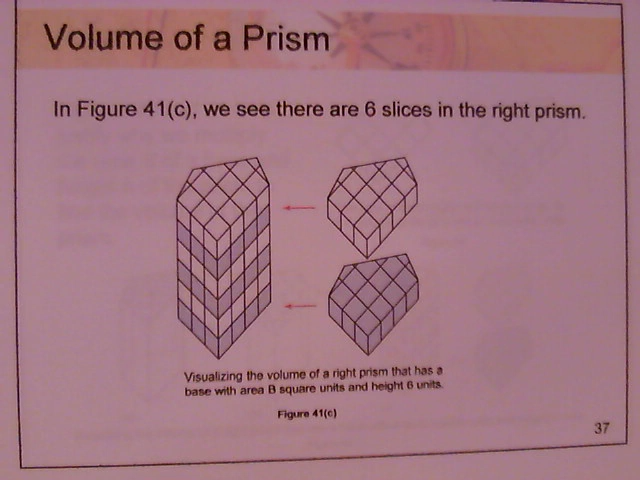 Volume of a Prism
In Figure 41(c), we see there are 6 slices in the right prism.
Visualizing the volume of a right prism that has a
base with area B square units and height 6 units.
Figure 41(c)
37